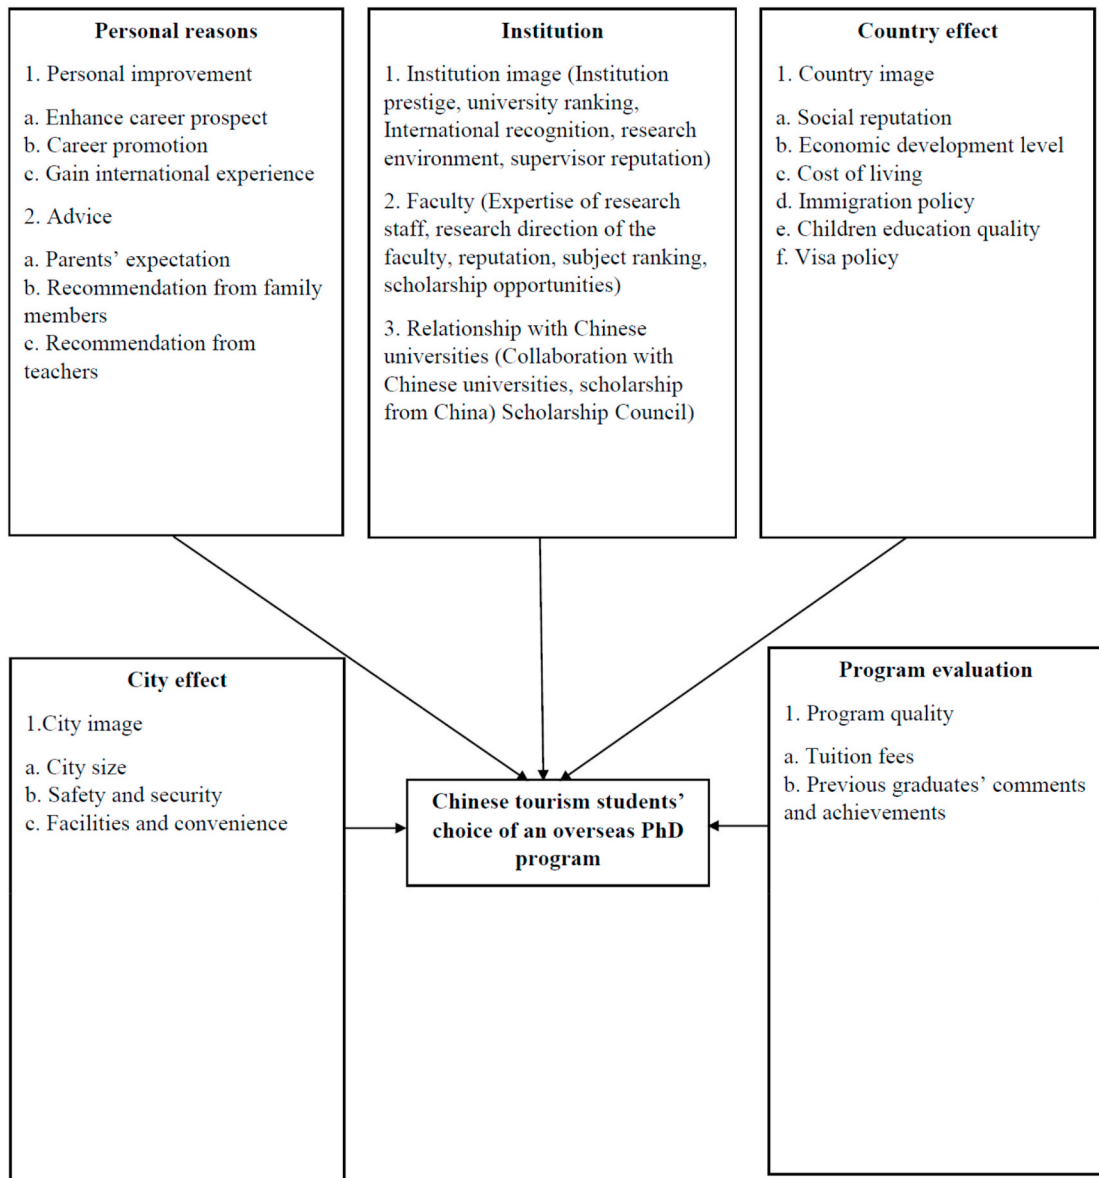 Personal reasons
1. Personal improvement
a. Enhance career prospect
b. Career promotion
c. Gain international experience
2. Advice
a. Parents’ expectation
b. Recommendation from family
members
c. Recommendation from
teachers
Institution
1. Institution image (Institution
prestige, university ranking,
International recognition, research
environment, supervisor reputation)
2. Faculty (Expertise of research
staff, research direction of the
faculty, reputation, subject ranking,
scholarship opportunities)
3. Relationship with Chinese
universities (Collaboration with
Chinese universities, scholarship
from China) Scholarship Council)
Country effect
1. Country image
a. Social reputation
b. Economic development level
c. Cost of living
d. Immigration policy
e. Children education quality
f. Visa policy
City effect
1.City image
a. City size
b. Safety and security
c. Facilities and convenience
Chinese tourism students’
choice of an overseas PhD
program
Program evaluation
1. Program quality
a. Tuition fees
b. Previous graduates’ comments
and achievements